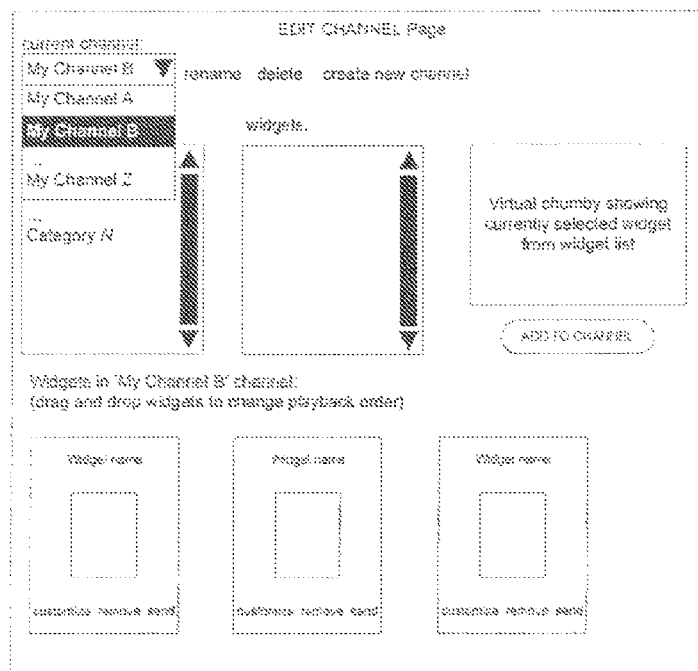 EDIT CHANNEL Page
current channel:
My Channel B
rename delete create new channel
My Channel A
My Channel B
widgets:
...
My Channel Z
...
Category N
Virtual chumby showing
currently selected widget
from widget list
ADD TO CHANNEL
Widgets in 'My Channel B' channel:
(drag and drop widgets to change playback order)
Widget name
Widget name
Widget name
customize remove send
customize remove send
customize remove send